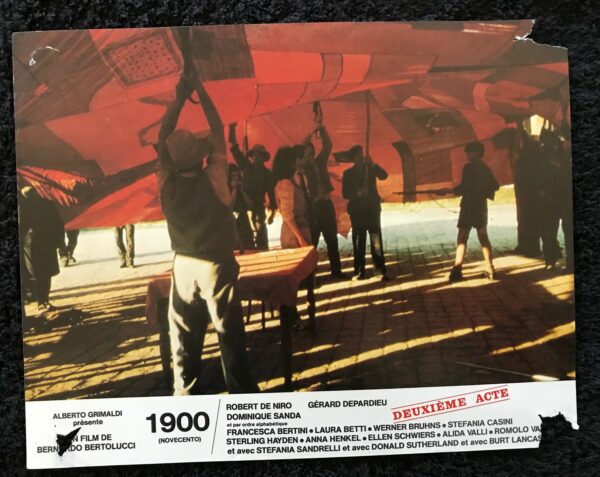 ALBERTO GRIMALDI
présente
FILM DE
BERTOLUCCI
1900
(NOVECENTO)
ROBERT DE NIRO GÉRARD DEPARDIEU
DOMINIQUE SANDA
et par ordre alphabétique
FRANCESCA BERTINI • LAURA BETTI • WERNER BRUHNS • STEFANIA CASINI
STERLING HAYDEN • ANNA HENKEL • ELLEN SCHWIERS • ALIDA VALLI • ROMOLO
et avec STEFANIA SANDRELLI et avec DONALD SUTHERLAND et avec BURT
DEUXIÈME ACTE